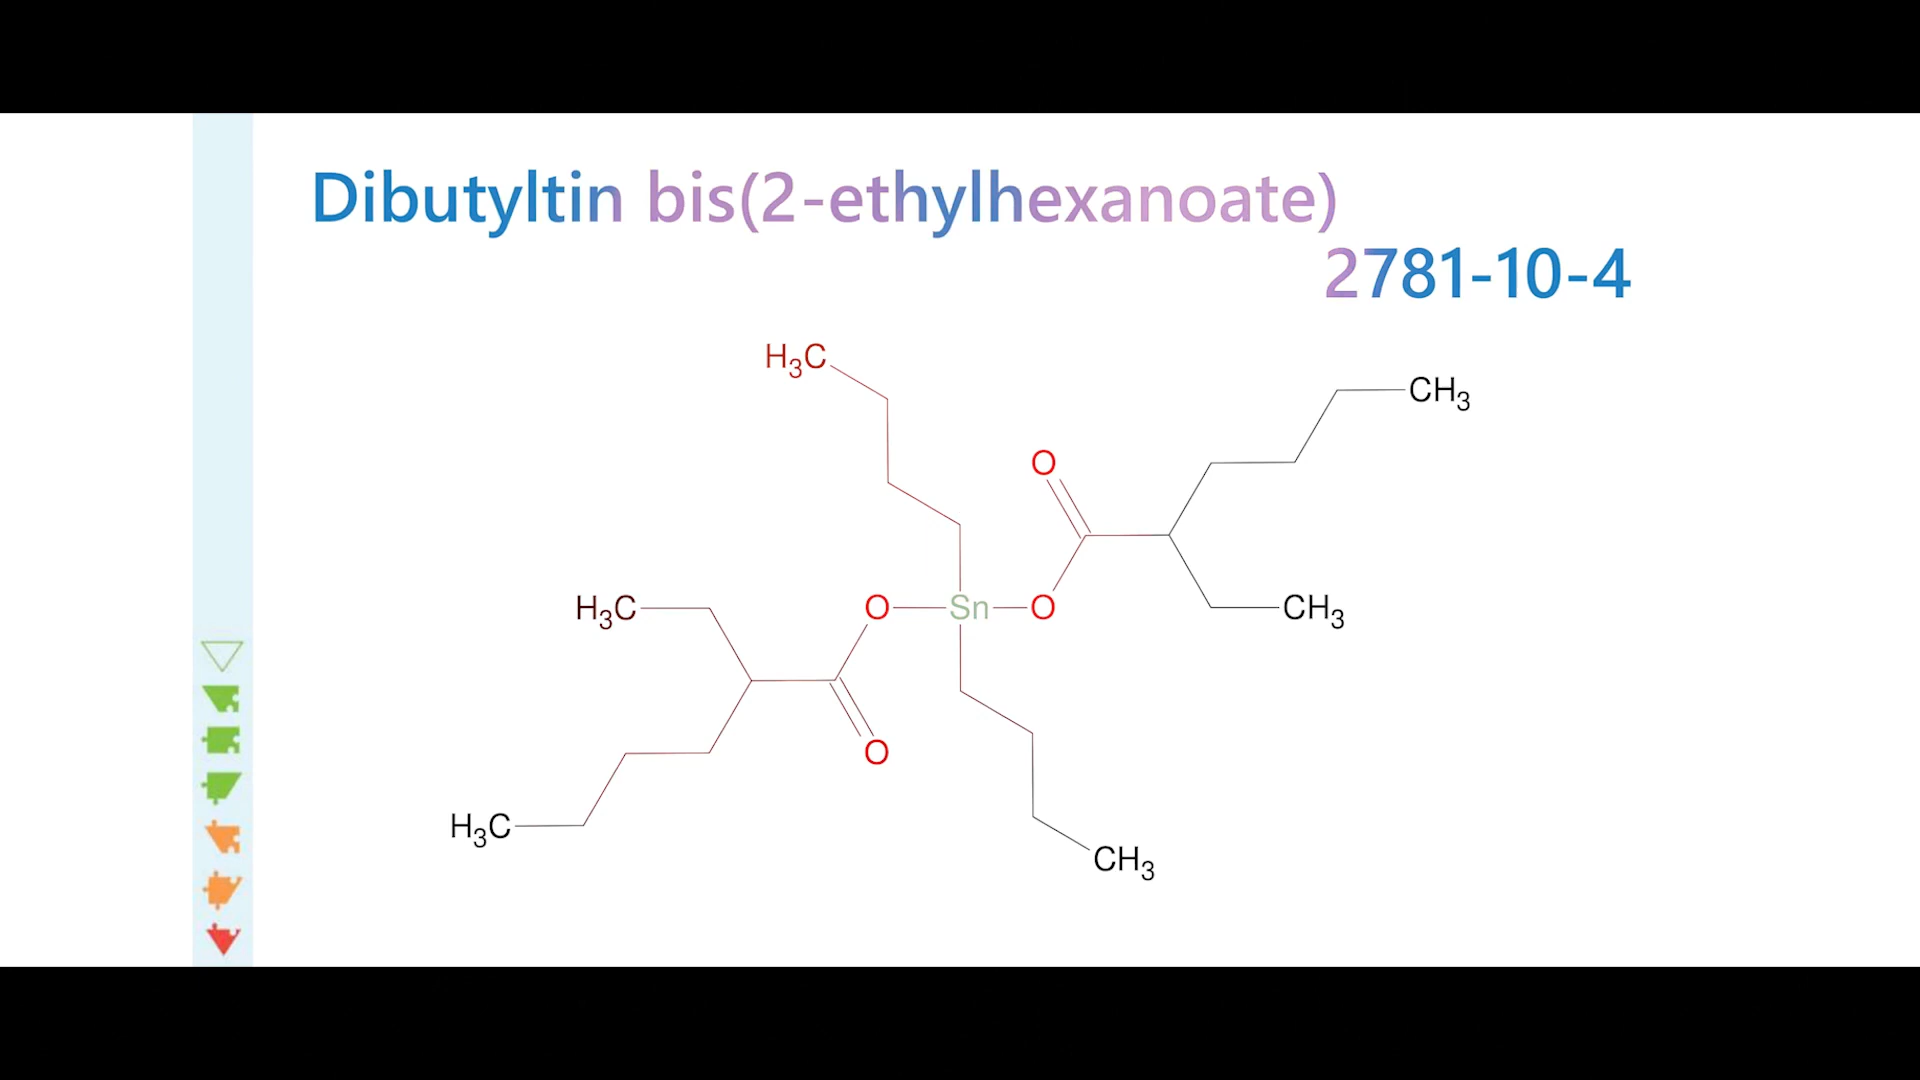 Dibutyltin bis(2-ethylhexanoate)
2781-10-4
H3C
CH3
O
H3C
O
Sn
O
CH3
O
H3C
CH3